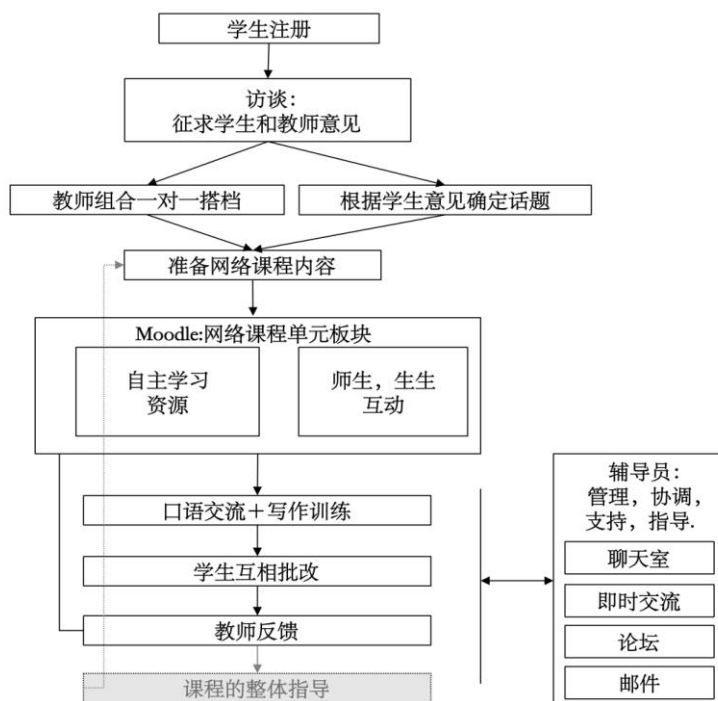 学生注册
访谈：
征求学生和教师意见
教师组合一对一搭档
根据学生意见确定话题
准备网络课程内容
Moodle:网络课程单元板块
自主学习
资源
师生，生生
互动
口语交流＋写作训练
学生互相批改
教师反馈
课程的整体指导
辅导员：
管理，协调，
支持，指导.
聊天室
即时交流
论坛
邮件